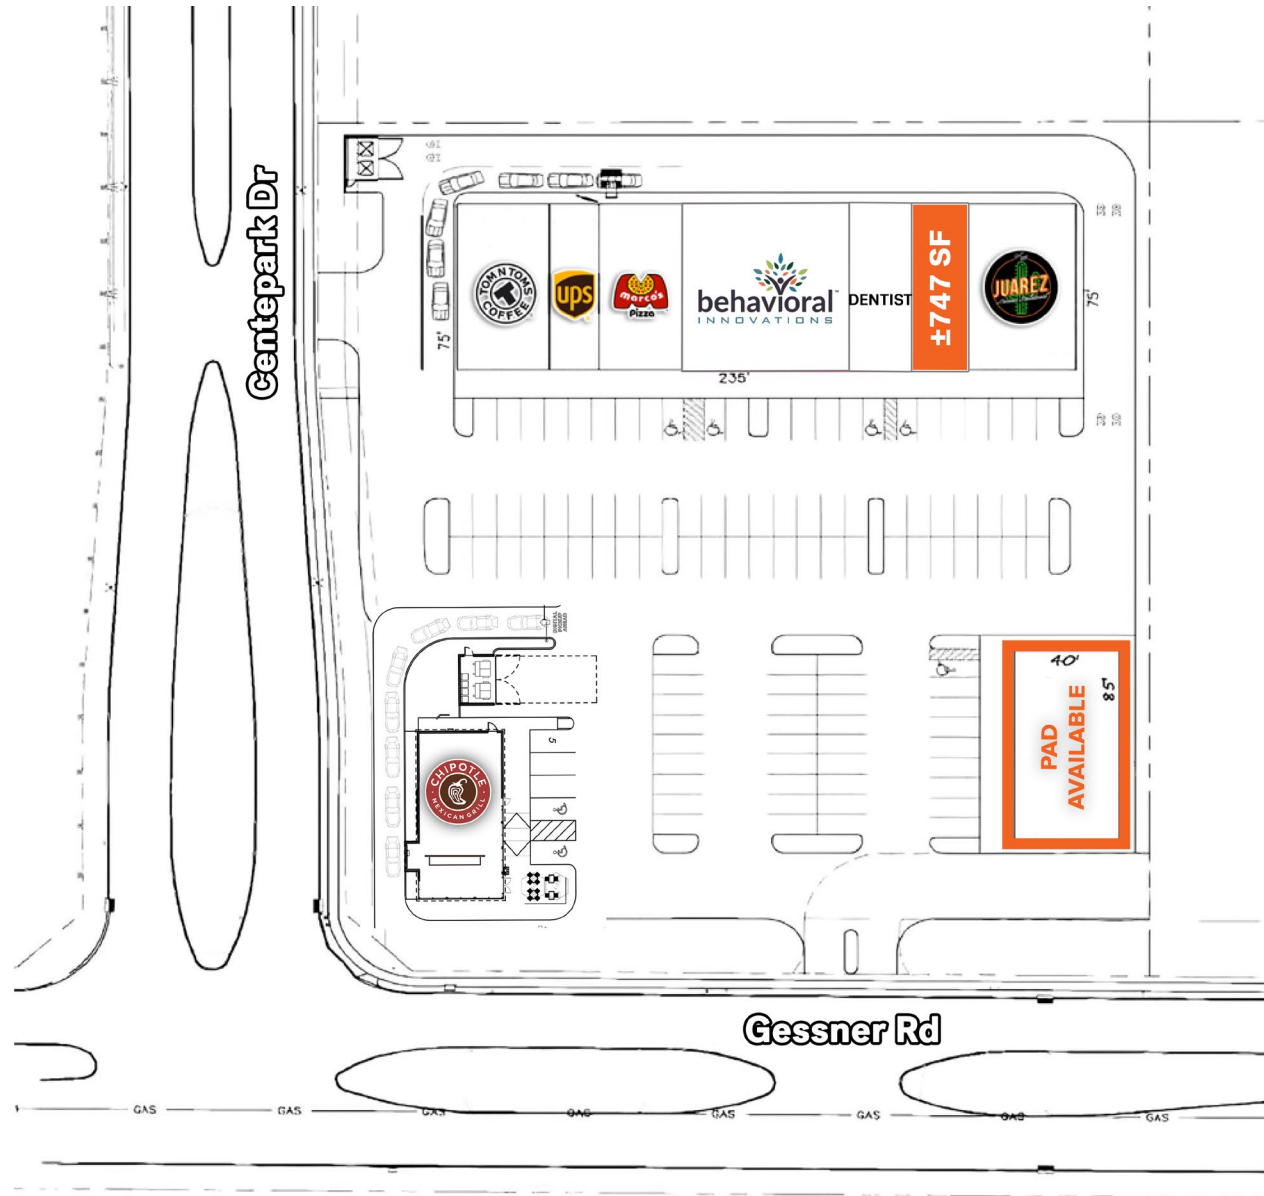 Centepark Dr
TOM N TOMS
COFFEE
ups
marco's
Pizza
behavioral
INNOVATIONS
DENTIST
±747 SF
JUAREZ
75'
75'
235'
40'
85'
PAD
AVAILABLE
5
CHIPOTLE
MEXICAN GRILL
Gessner Rd
GAS
GAS
GAS
GAS
GAS
GAS
GAS
GAS